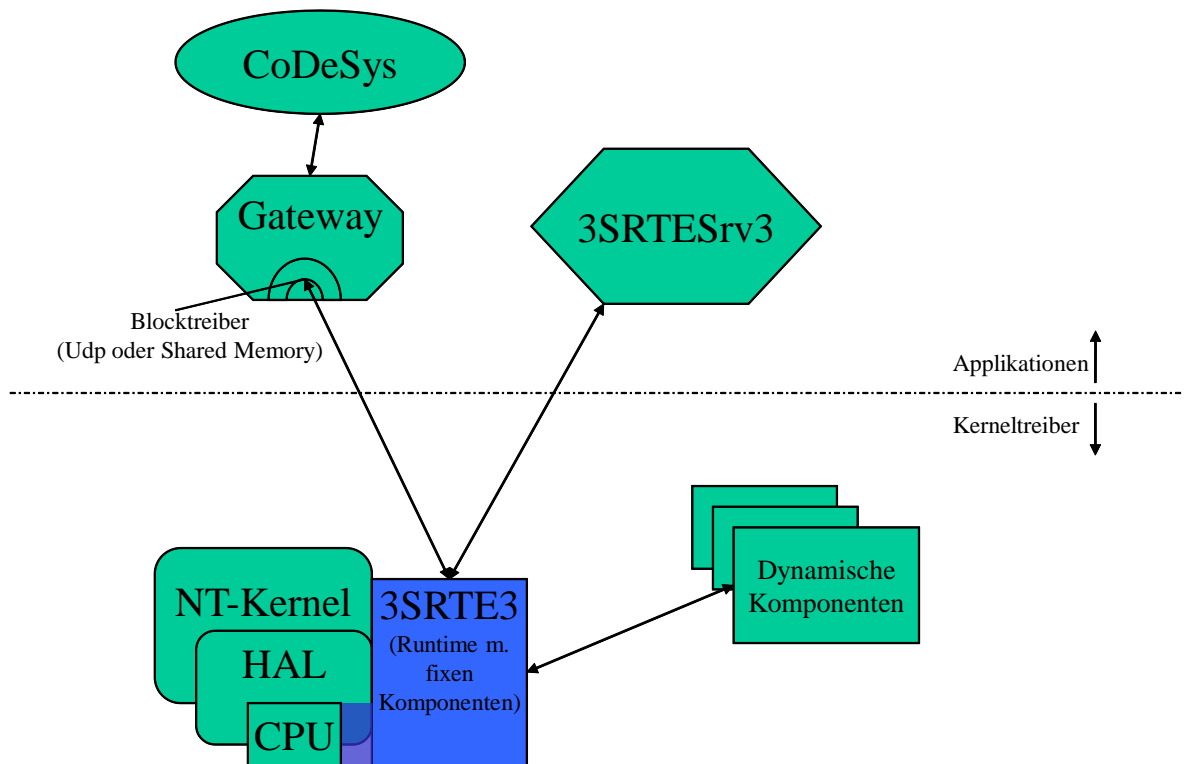 CoDeSys
Gateway
3SRTESrv3
Blocktreiber
(Udp oder Shared Memory)
Applikationen
Kerneltreiber
NT-Kernel
HAL
CPU
3SRTE3
(Runtime m.
fixen
Komponenten)
Dynamische
Komponenten